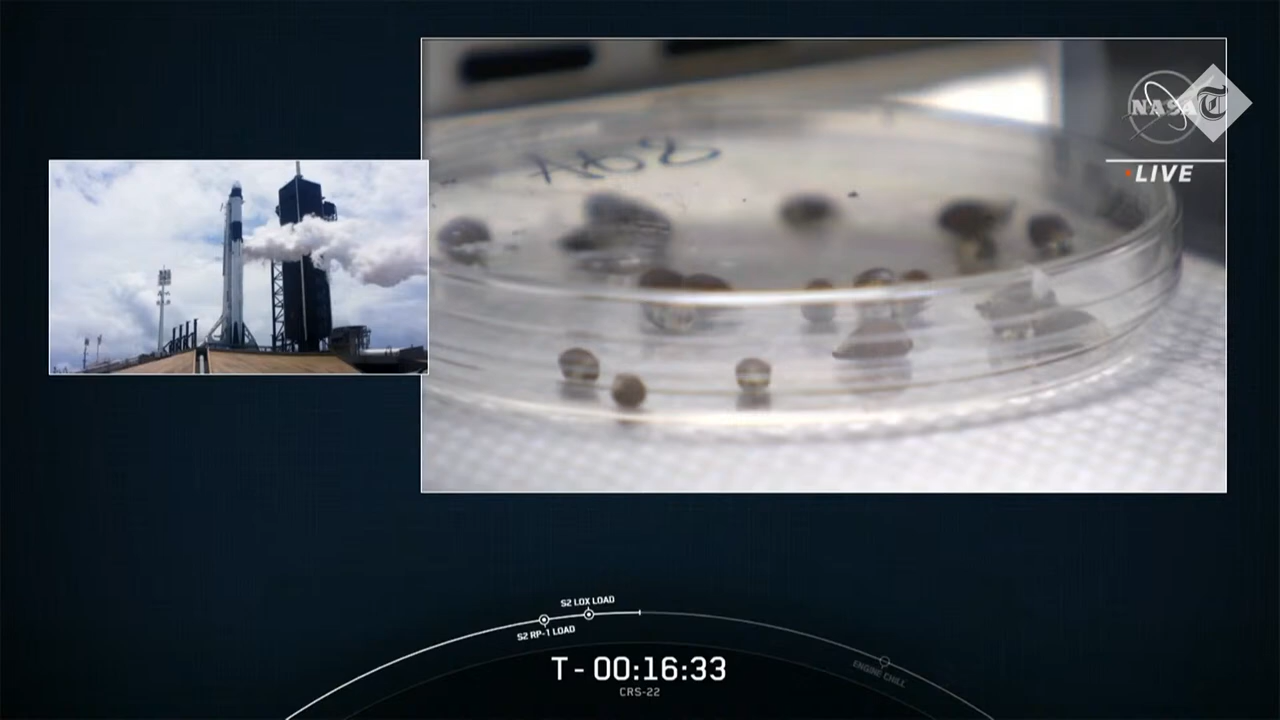 NASA
LIVE
S2 LOX LOAD
S2 RP-1 LOAD
ENGINE CHILL
T- 00:16:33
CRS-22